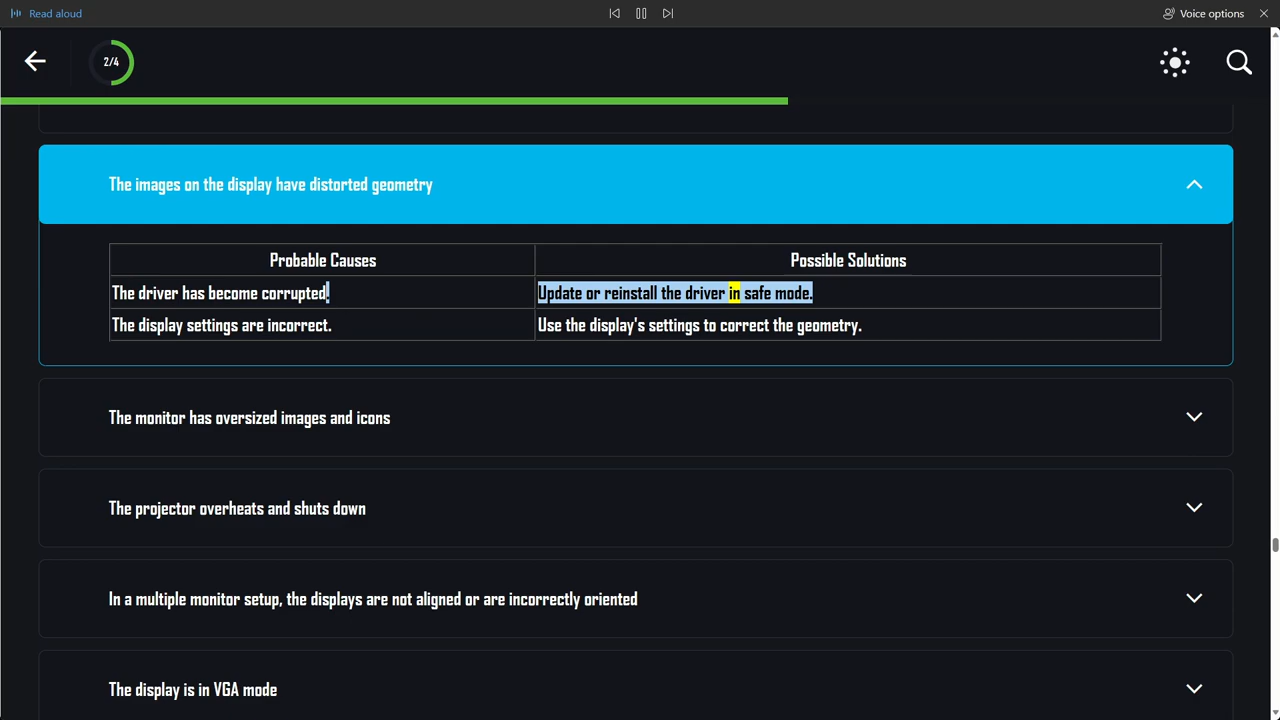 Read aloud
Voice options
2/4
The images on the display have distorted geometry
Probable Causes
Possible Solutions
The driver has become corrupted.
Update or reinstall the driver in safe mode.
The display settings are incorrect.
Use the display's settings to correct the geometry.
The monitor has oversized images and icons
The projector overheats and shuts down
In a multiple monitor setup, the displays are not aligned or are incorrectly oriented
The display is in VGA mode